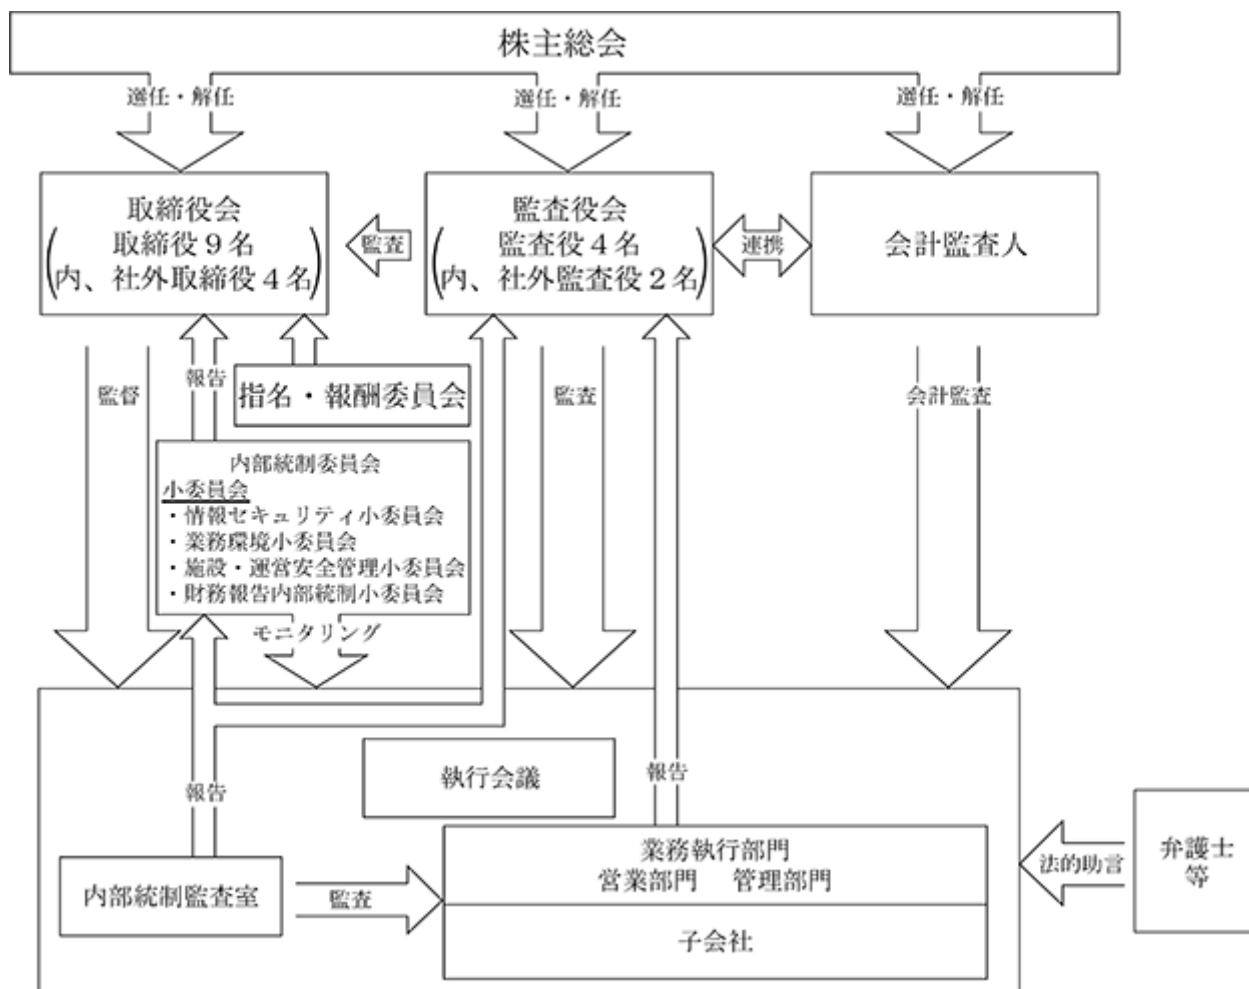 株主総会
選任・解任
選任・解任
選任・解任
取締役会
取締役９名
内、社外取締役４名
監査
監査役会
監査役４名
内、社外監査役２名
連携
会計監査人
監督
報告
指名・報酬委員会
監査
会計監査
内部統制委員会
小委員会
・情報セキュリティ小委員会
・業務環境小委員会
・施設・運営安全管理小委員会
・財務報告内部統制小委員会
モニタリング
執行会議
報告
報告
業務執行部門
営業部門　管理部門
子会社
内部統制監査室
監査
法的助言
弁護士
等